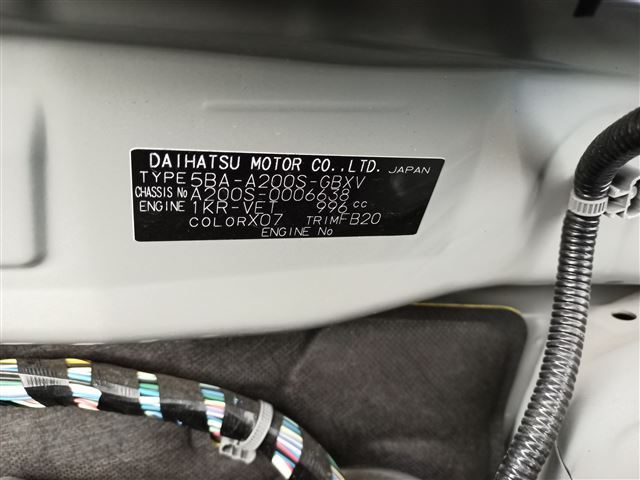 DAIHATSU MOTOR CO.,LTD. JAPAN
TYPE 5BA-A200S-GBXV
CHASSIS No A200S-0006638
ENGINE 1KR-VET 996 cc
COLOR X07 TRIM FB20
ENGINE No